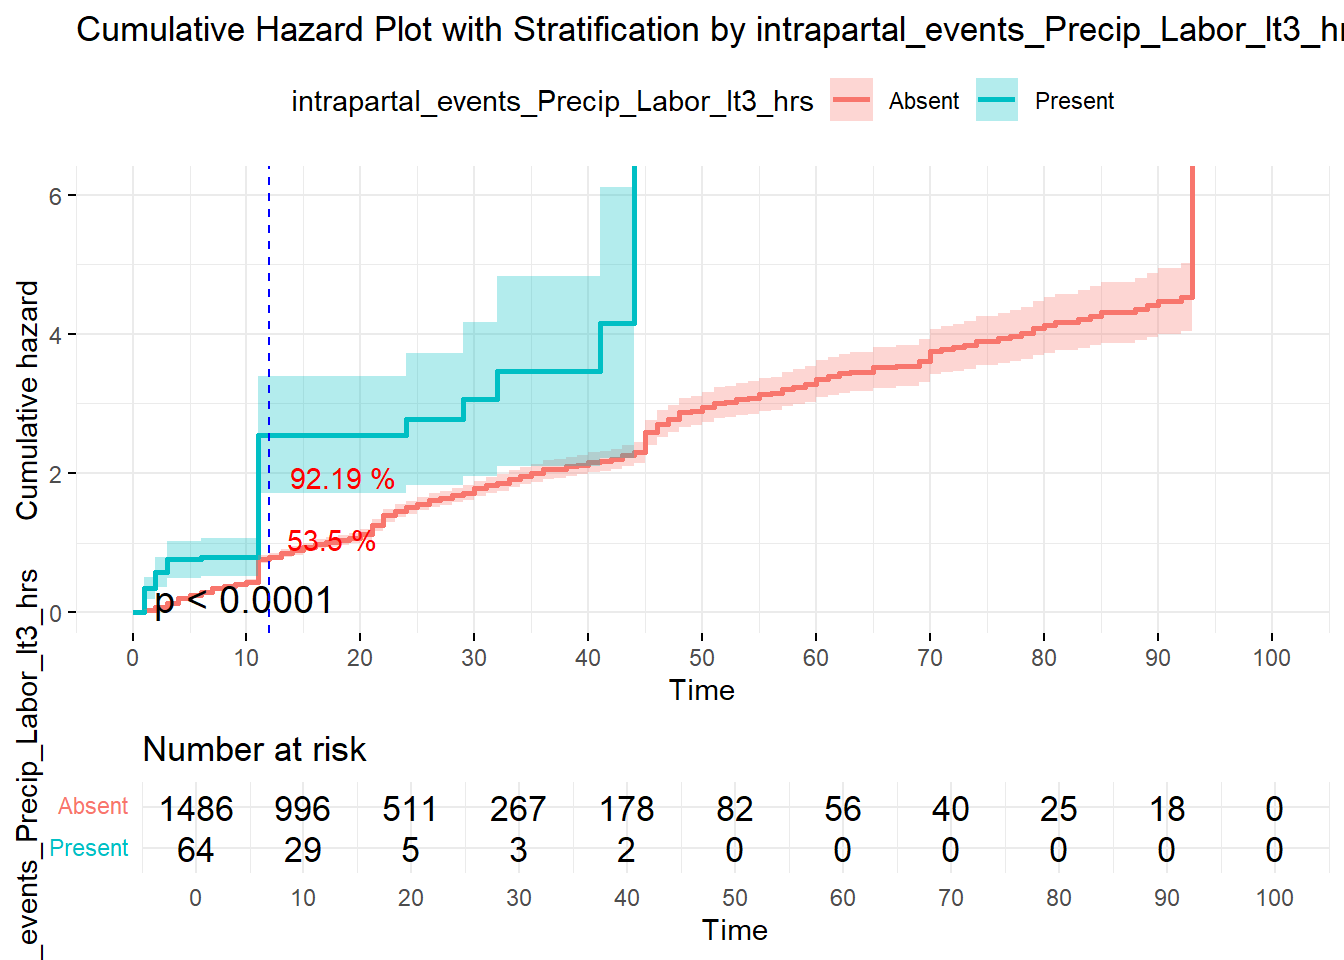 Cumulative Hazard Plot with Stratification by intrapartal_events_Precip_Labor_lt3_hr
intrapartal_events_Precip_Labor_lt3_hrs Absent Present
Cumulative hazard
6
4
2
0
92.19 %
53.5 %
p < 0.0001
0 10 20 30 40 50 60 70 80 90 100
Time
Number at risk
_events_Precip_Labor_lt3_hrs
Absent 1486 996 511 267 178 82 56 40 25 18 0
Present 64 29 5 3 2 0 0 0 0 0 0
0 10 20 30 40 50 60 70 80 90 100
Time